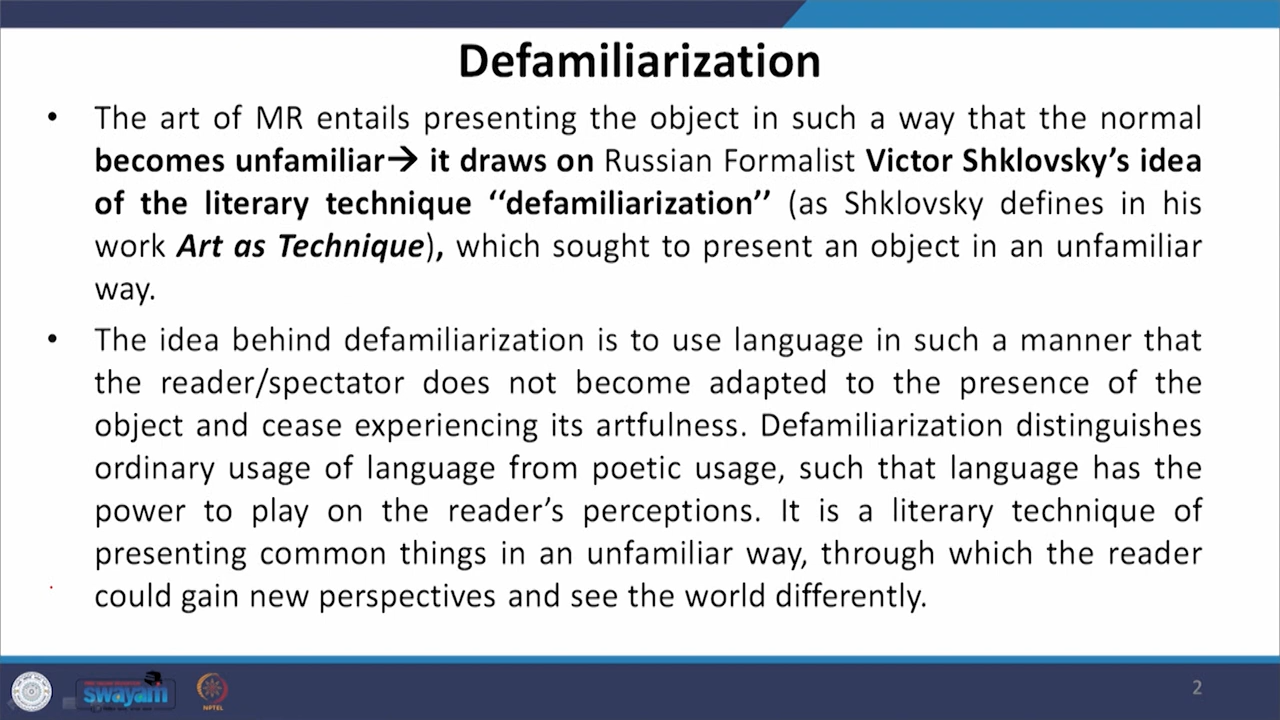 Defamiliarization
• The art of MR entails presenting the object in such a way that the normal
becomes unfamiliar→ it draws on Russian Formalist Victor Shklovsky’s idea
of the literary technique ‘‘defamiliarization’’ (as Shklovsky defines in his
work Art as Technique), which sought to present an object in an unfamiliar
way.
• The idea behind defamiliarization is to use language in such a manner that
the reader/spectator does not become adapted to the presence of the
object and cease experiencing its artfulness. Defamiliarization distinguishes
ordinary usage of language from poetic usage, such that language has the
power to play on the reader’s perceptions. It is a literary technique of
presenting common things in an unfamiliar way, through which the reader
could gain new perspectives and see the world differently.
swayam
NPTEL
2